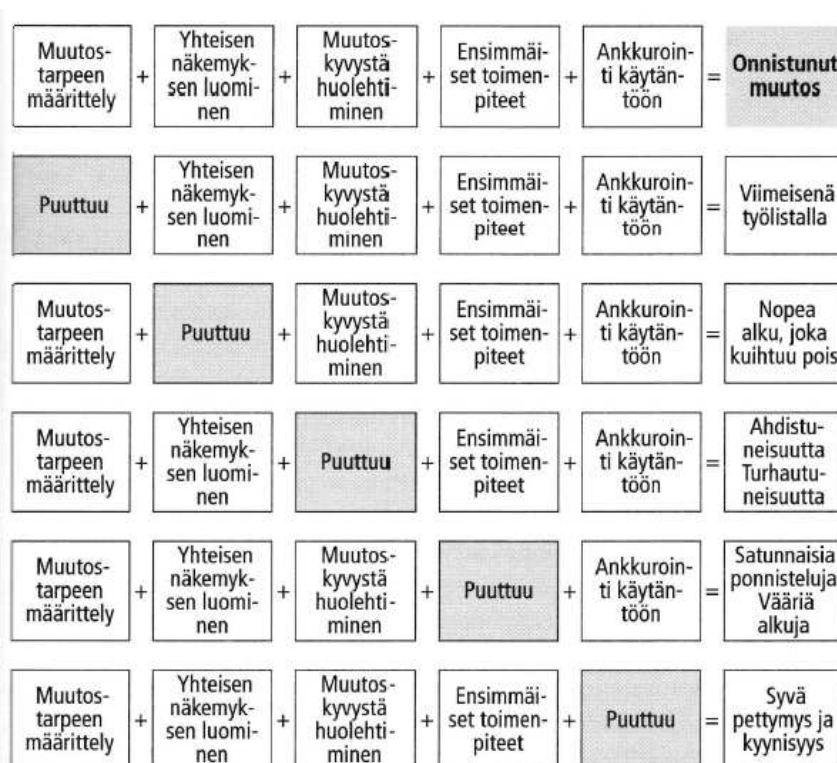 Muutos-
tarpeen
määrittely
+
Yhteisen
näkemyk-
sen luomi-
nen
+
Muutos-
kyvystä
huolehti-
minen
+
Ensimmäi-
set toimen-
piteet
+
Ankkuroin-
ti käytän-
töön
=
Onnistunut
muutos
Puuttuu
+
Yhteisen
näkemyk-
sen luomi-
nen
+
Muutos-
kyvystä
huolehti-
minen
+
Ensimmäi-
set toimen-
piteet
+
Ankkuroin-
ti käytän-
töön
=
Viimeisenä
työlistalla
Muutos-
tarpeen
määrittely
+
Puuttuu
+
Muutos-
kyvystä
huolehti-
minen
+
Ensimmäi-
set toimen-
piteet
+
Ankkuroin-
ti käytän-
töön
=
Nopea
alku, joka
kuihtuu pois
Muutos-
tarpeen
määrittely
+
Yhteisen
näkemyk-
sen luomi-
nen
+
Puuttuu
+
Ensimmäi-
set toimen-
piteet
+
Ankkuroin-
ti käytän-
töön
=
Ahdistu-
neisuutta
Turhautu-
neisuutta
Muutos-
tarpeen
määrittely
+
Yhteisen
näkemyk-
sen luomi-
nen
+
Muutos-
kyvystä
huolehti-
minen
+
Puuttuu
+
Ankkuroin-
ti käytän-
töön
=
Satunnaisia
ponnisteluja
Vääriä
alkuja
Muutos-
tarpeen
määrittely
+
Yhteisen
näkemyk-
sen luomi-
nen
+
Muutos-
kyvystä
huolehti-
minen
+
Ensimmäi-
set toimen-
piteet
+
Puuttuu
=
Syvä
pettymys ja
kyynisyys